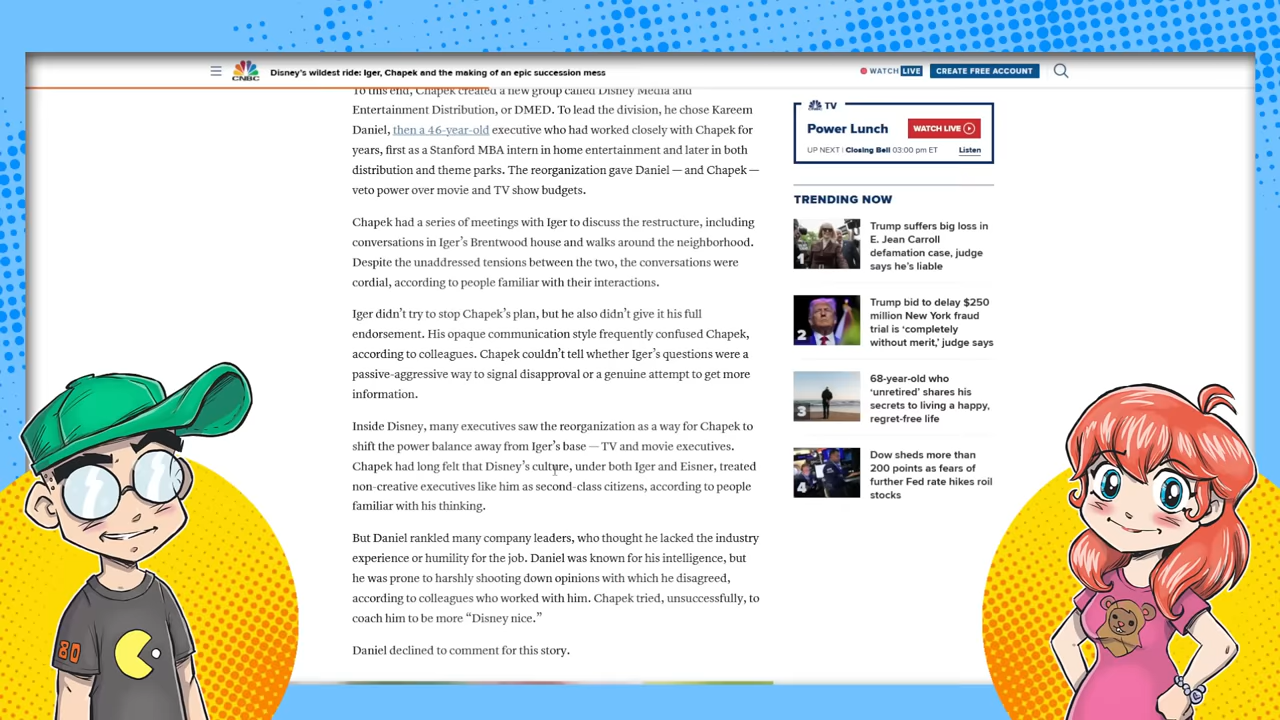 CNBC
Disney's wildest ride: Iger, Chapek and the making of an epic succession mess
WATCH LIVE
CREATE FREE ACCOUNT
To this end, Chapek created a new group called Disney Media and
Entertainment Distribution, or DMED. To lead the division, he chose Kareem
Daniel, then a 46-year-old executive who had worked closely with Chapek for
years, first as a Stanford MBA intern in home entertainment and later in both
distribution and theme parks. The reorganization gave Daniel — and Chapek —
veto power over movie and TV show budgets.
Chapek had a series of meetings with Iger to discuss the restructure, including
conversations in Iger's Brentwood house and walks around the neighborhood.
Despite the unaddressed tensions between the two, the conversations were
cordial, according to people familiar with their interactions.
Iger didn't try to stop Chapek's plan, but he also didn't give it his full
endorsement. His opaque communication style frequently confused Chapek,
according to colleagues. Chapek couldn't tell whether Iger's questions were a
passive-aggressive way to signal disapproval or a genuine attempt to get more
information.
Inside Disney, many executives saw the reorganization as a way for Chapek to
shift the power balance away from Iger's base — TV and movie executives.
Chapek had long felt that Disney's culture, under both Iger and Eisner, treated
non-creative executives like him as second-class citizens, according to people
familiar with his thinking.
But Daniel rankled many company leaders, who thought he lacked the industry
experience or humility for the job. Daniel was known for his intelligence, but
he was prone to harshly shooting down opinions with which he disagreed,
according to colleagues who worked with him. Chapek tried, unsuccessfully, to
coach him to be more “Disney nice.”
Daniel declined to comment for this story.
TV
Power Lunch
WATCH LIVE
UP NEXT | Closing Bell 03:00 pm ET
Listen
TRENDING NOW
1
Trump suffers big loss in
E. Jean Carroll
defamation case, judge
says he's liable
2
Trump bid to delay $250
million New York fraud
trial is ‘completely
without merit,’ judge says
3
68-year-old who
‘unretired’ shares his
secrets to living a happy,
regret-free life
4
Dow sheds more than
200 points as fears of
further Fed rate hikes roil
stocks
80